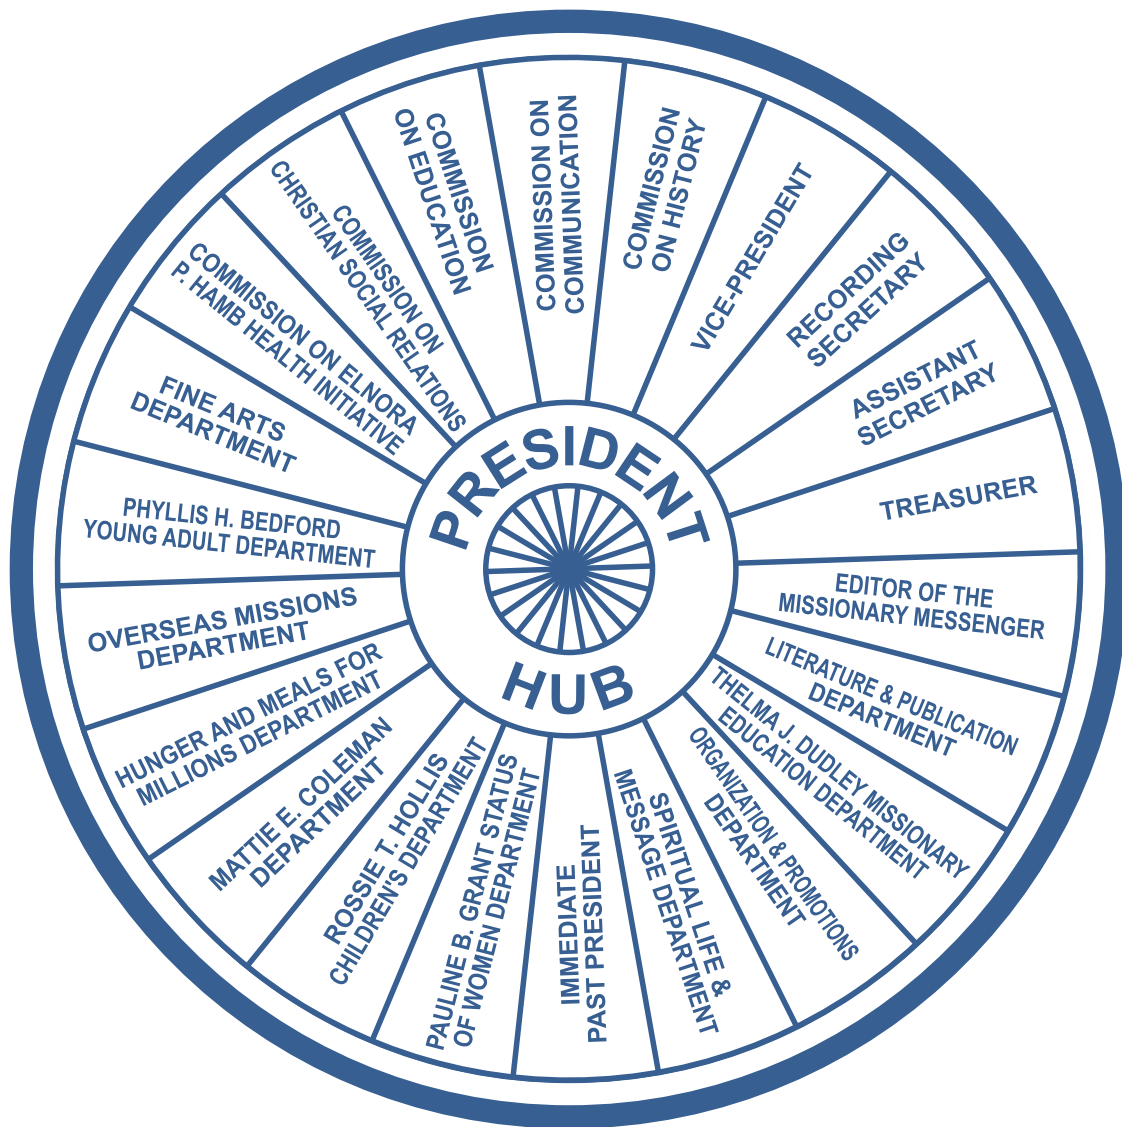 PRESIDENT
HUB
COMMISSION ON
COMMUNICATION
COMMISSION
ON HISTORY
VICE-PRESIDENT
RECORDING
SECRETARY
ASSISTANT
SECRETARY
TREASURER
EDITOR OF THE
MISSIONARY MESSENGER
LITERATURE & PUBLICATION
DEPARTMENT
THELMA J. DUDLEY MISSIONARY
EDUCATION DEPARTMENT
ORGANIZATION & PROMOTIONS
DEPARTMENT
SPIRITUAL LIFE &
MESSAGE DEPARTMENT
IMMEDIATE
PAST PRESIDENT
PAULINE B. GRANT STATUS
OF WOMEN DEPARTMENT
ROSSIE T. HOLLIS
CHILDREN'S DEPARTMENT
MATTIE E. COLEMAN
DEPARTMENT
HUNGER AND MEALS FOR
MILLIONS DEPARTMENT
OVERSEAS MISSIONS
DEPARTMENT
PHYLLIS H. BEDFORD
YOUNG ADULT DEPARTMENT
FINE ARTS
DEPARTMENT
COMMISSION ON ELNORA
P. HAMB HEALTH INITIATIVE
COMMISSION ON
CHRISTIAN SOCIAL RELATIONS
COMMISSION
ON EDUCATION